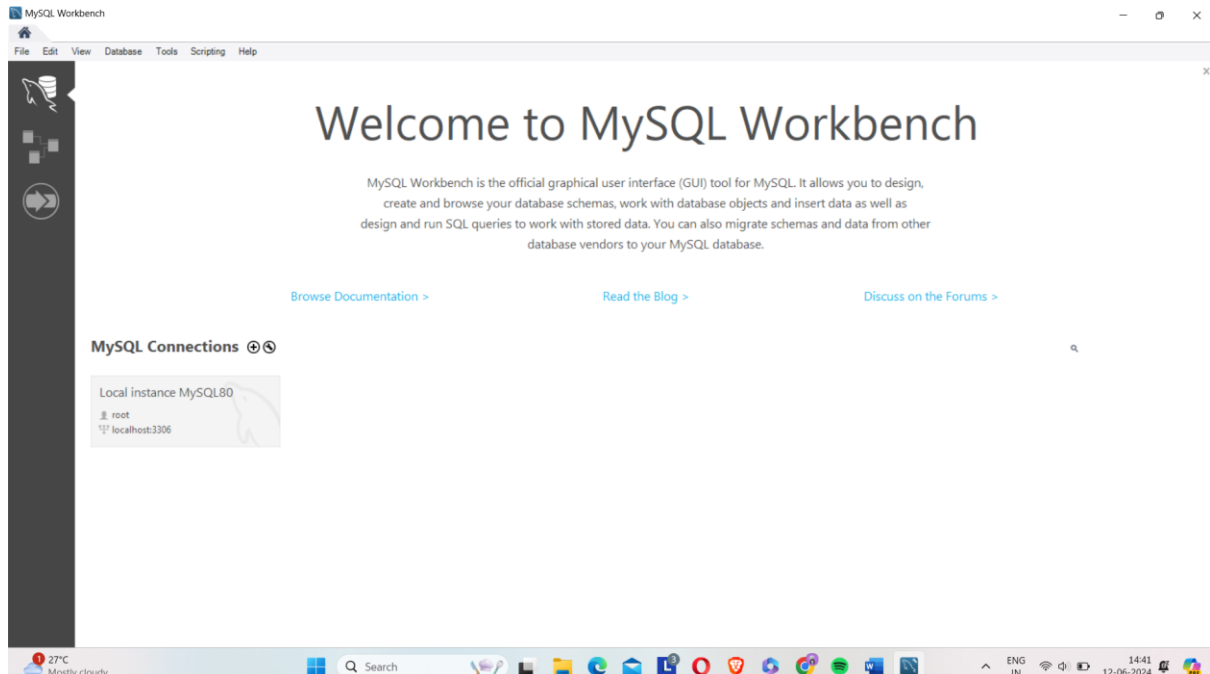 MySQL Workbench
File Edit View Database Tools Scripting Help
Welcome to MySQL Workbench
MySQL Workbench is the official graphical user interface (GUI) tool for MySQL. It allows you to design,
create and browse your database schemas, work with database objects and insert data as well as
design and run SQL queries to work with stored data. You can also migrate schemas and data from other
database vendors to your MySQL database.
Browse Documentation > Read the Blog > Discuss on the Forums >
MySQL Connections
Local instance MySQL80
root
localhost:3306
1 27°C
Mostly cloudy
Search
L 3
W
ENG
IN
14:41
12-06-2024